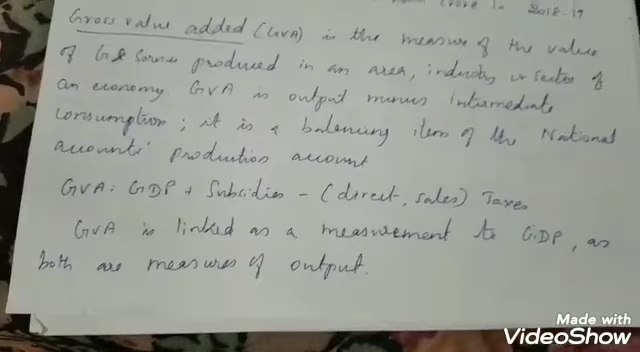 in 2018-19
Gross value added (GVA) is the measure of the value
of G& Services produced in an area, industry or sector of
an economy. GVA is output minus intermediate
consumption; it is a balancing item of the National
accounts' production account
GVA = GDP + Subsidies - (direct, sales) Taxes
GVA is linked as a measurement to GDP, as
both are measures of output.
Made with
VideoShow